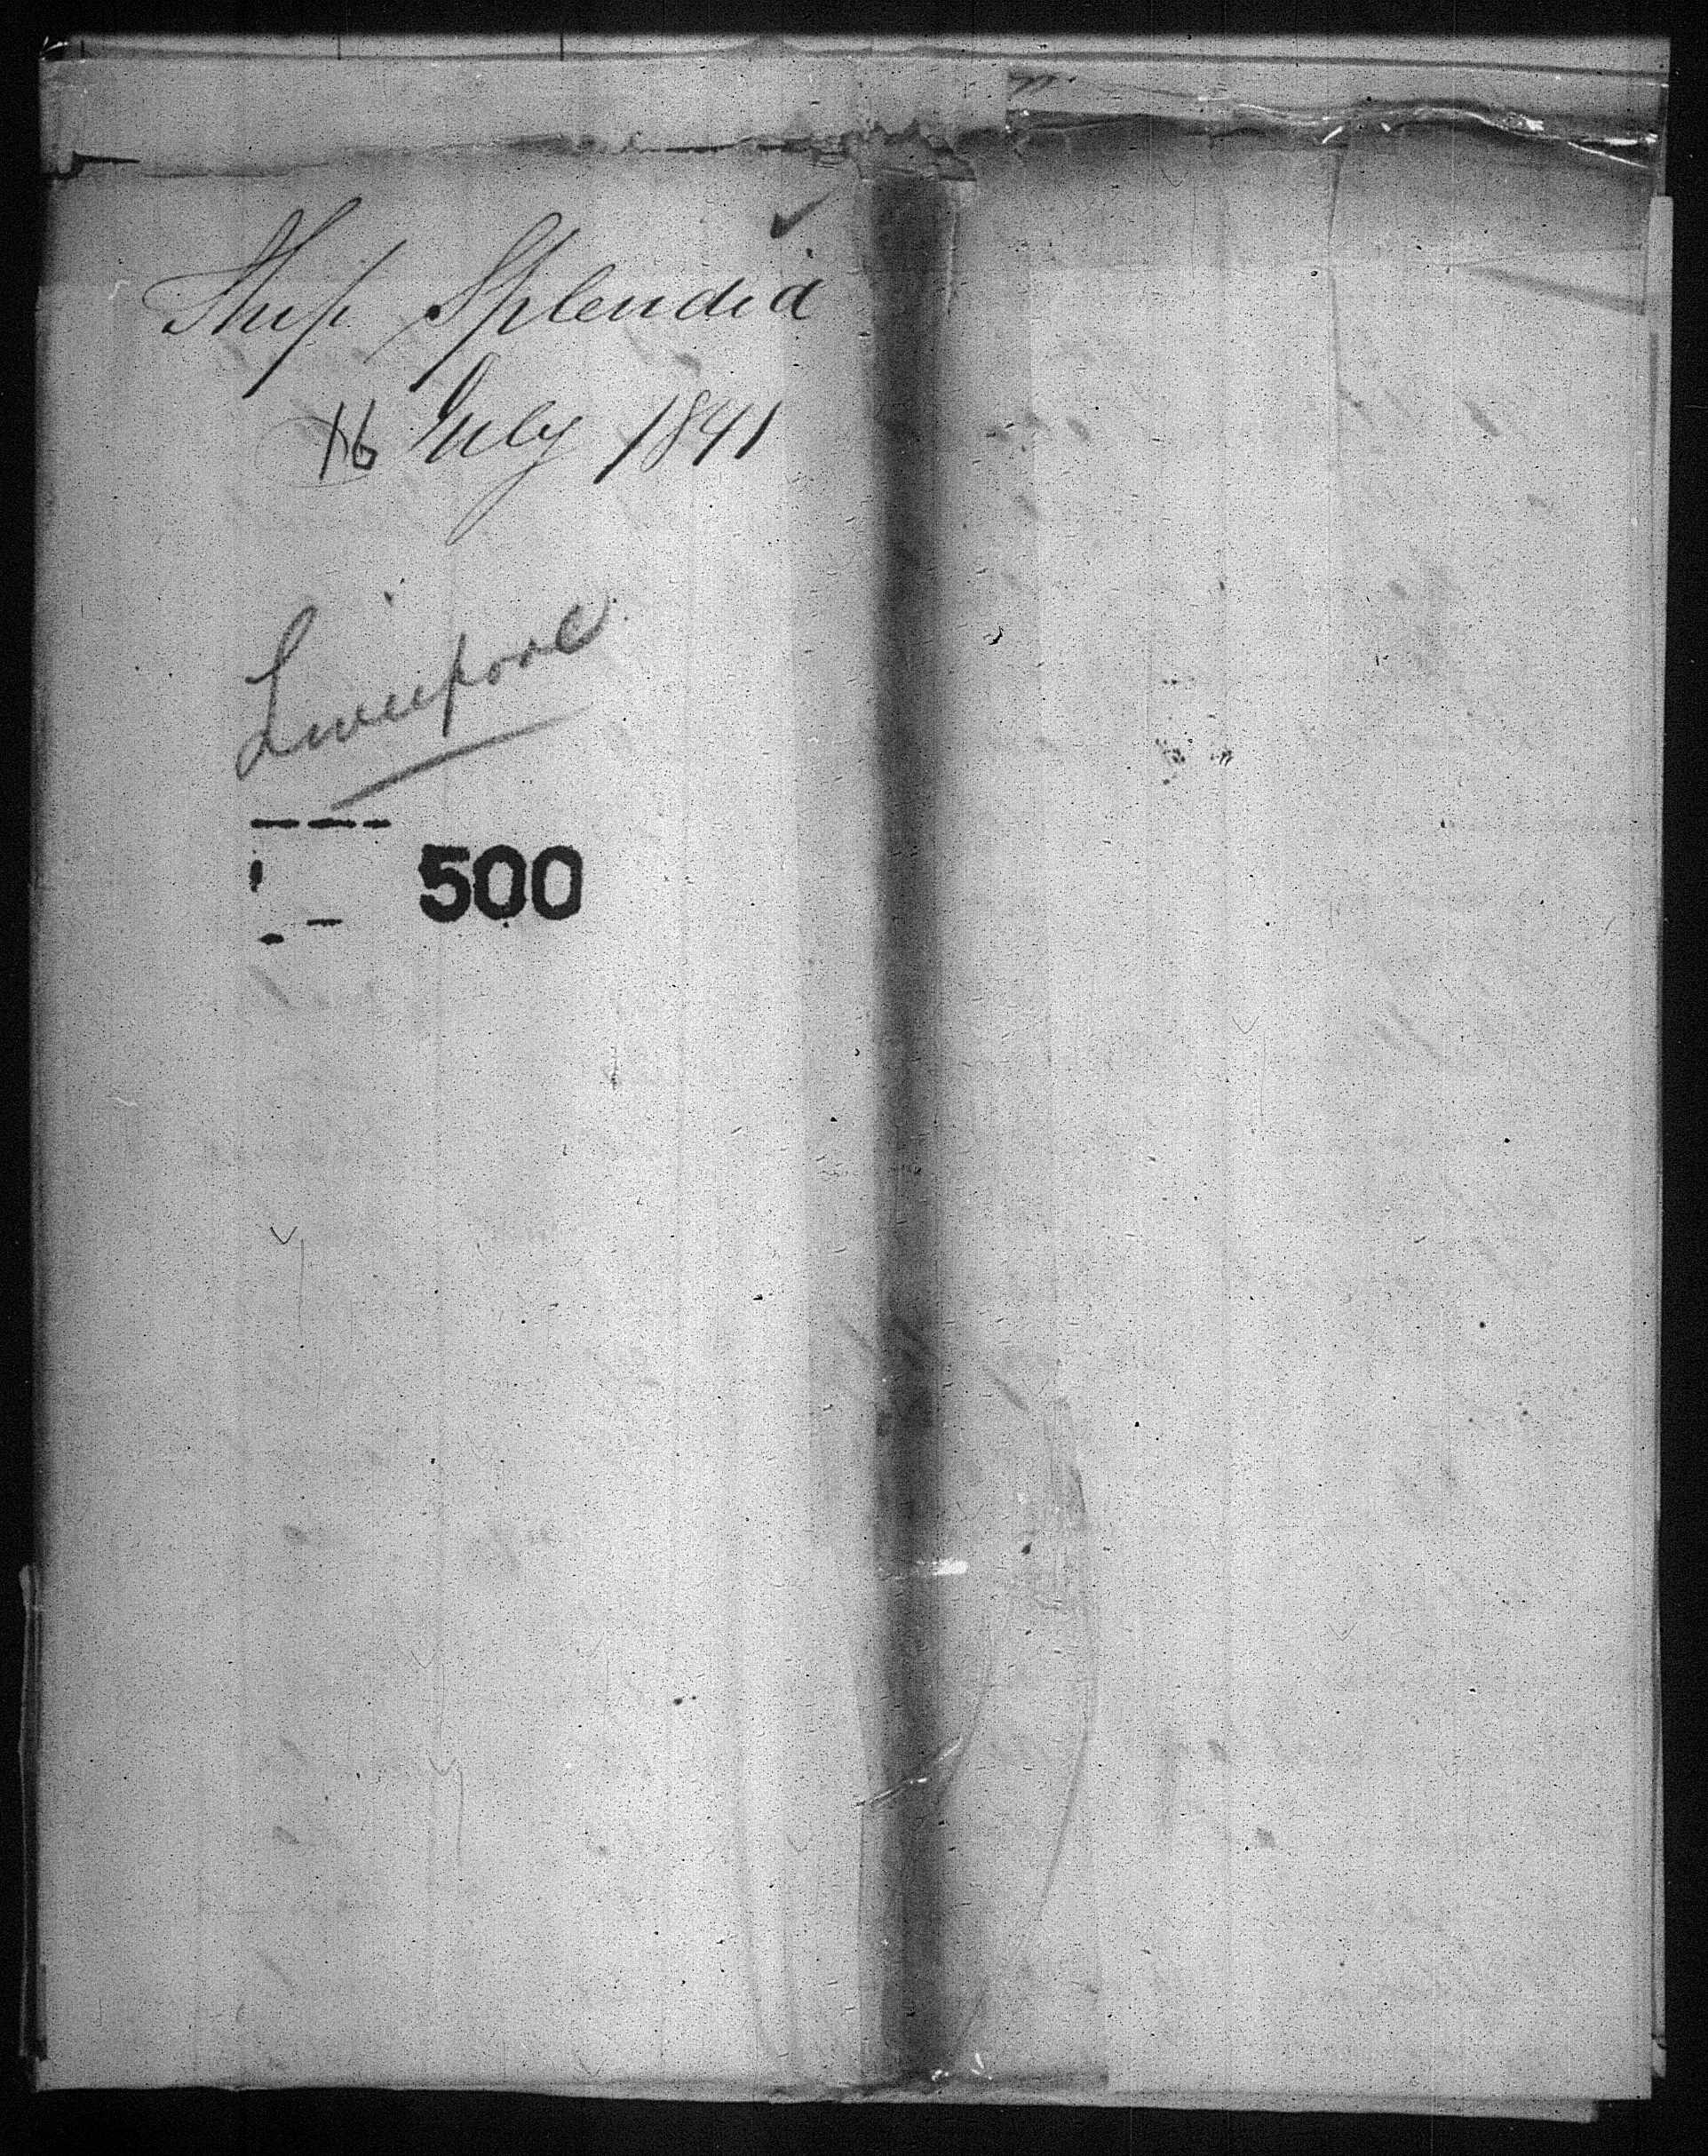 Ship Splendid
16 July 1841
Liverpool
500